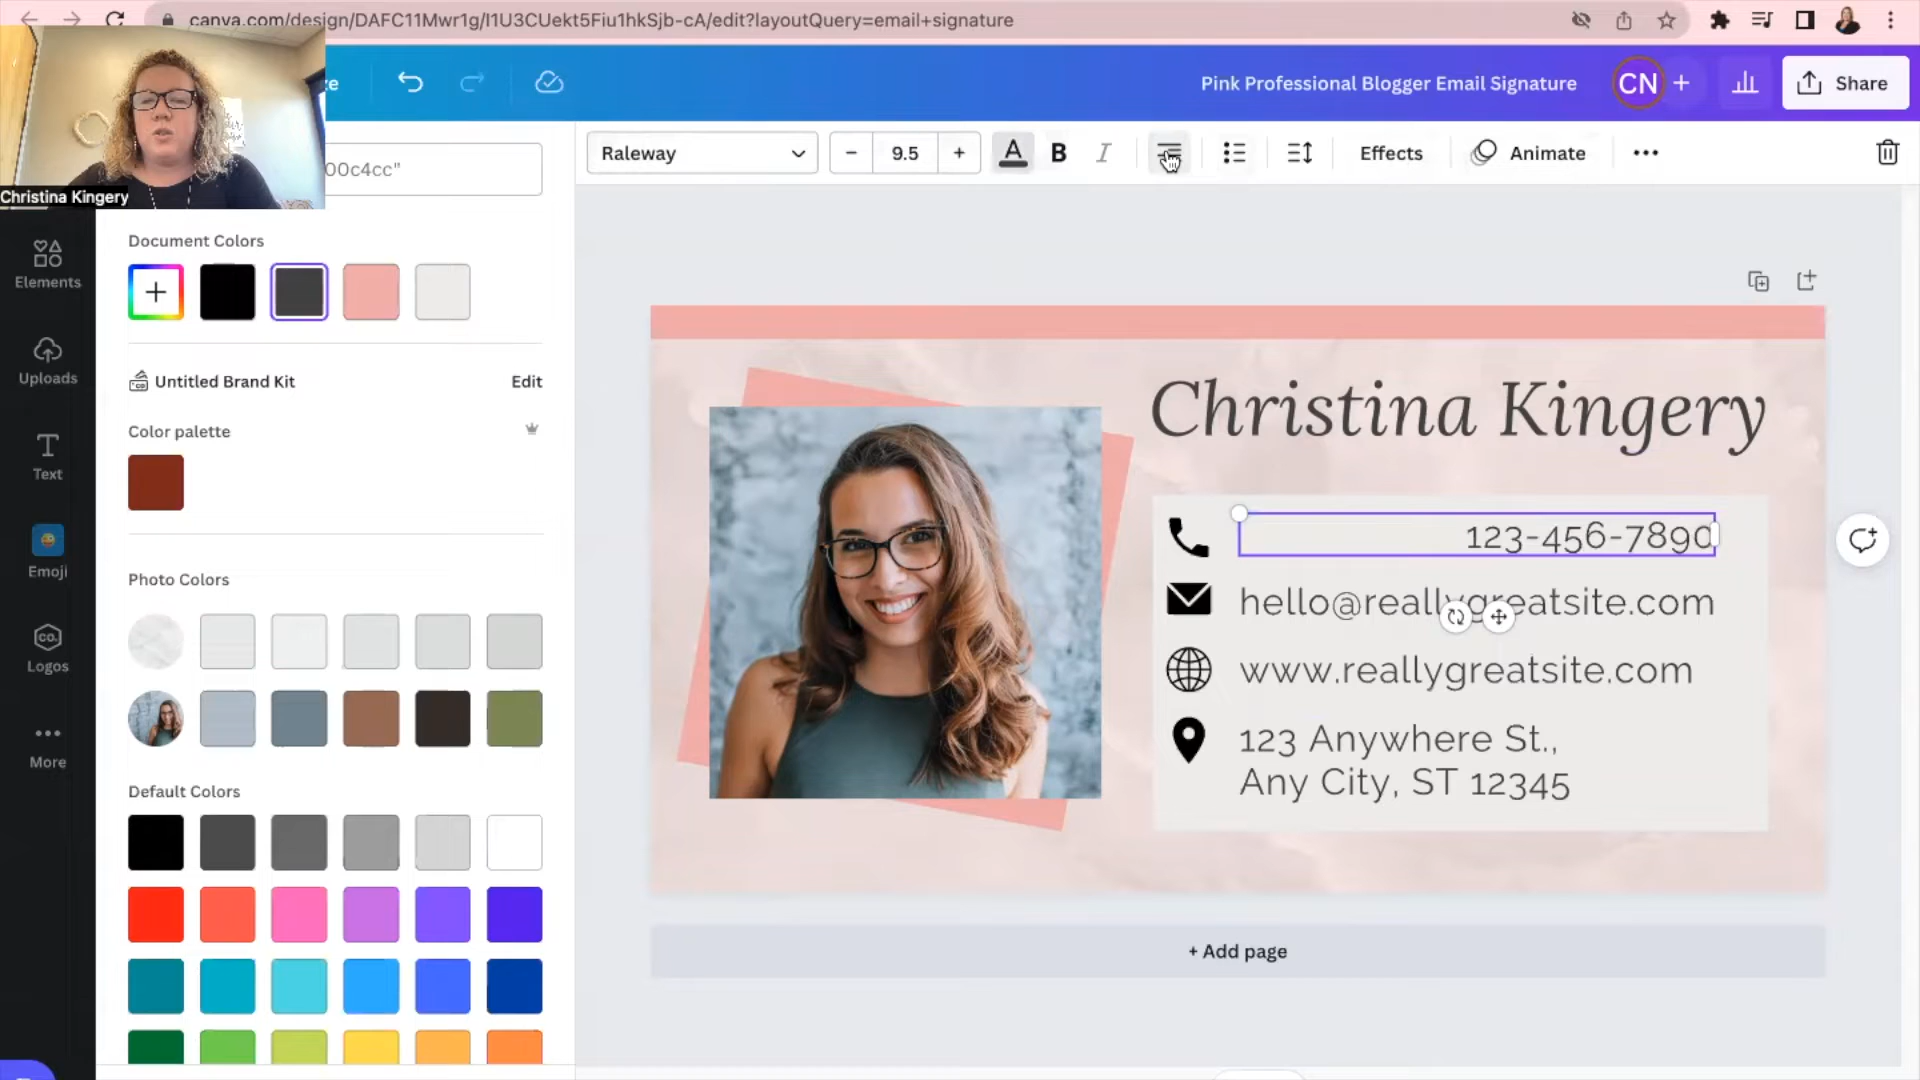 canva.com/design/DAFC11Mwr1g/I1U3CUekt5Fiu1hkSjb-cA/edit?layoutQuery=email+signature
Pink Professional Blogger Email Signature
CN
+
Share
Christina Kingery
00c4cc"
Raleway
−
9.5
+
A
B
I
Effects
Animate
Elements
Uploads
Text
Emoji
CO.
Logos
More
Document Colors
Untitled Brand Kit
Edit
Color palette
Photo Colors
Default Colors
Christina Kingery
123-456-7890
hello@reallygreatsite.com
www.reallygreatsite.com
123 Anywhere St.,
Any City, ST 12345
+ Add page